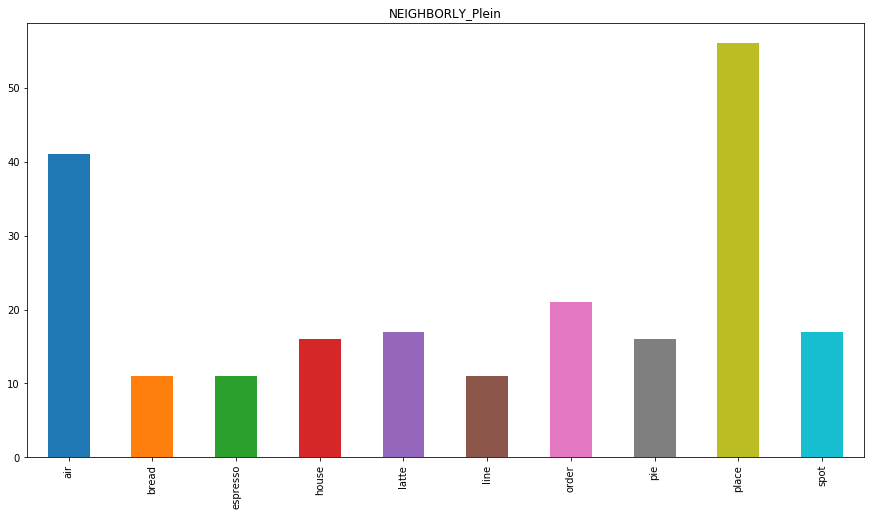 NEIGHBORLY_Plein
50
40
30
20
10
0
air
bread
espresso
house
latte
line
order
pie
place
spot